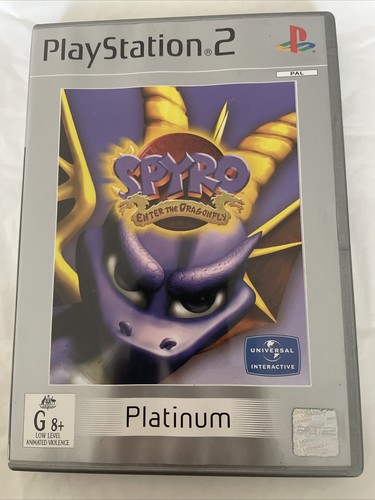 PlayStation®2
PAL
SPYRO
ENTER THE DRAGONFLY
UNIVERSAL
INTERACTIVE
G 8+
LOW LEVEL
ANIMATED VIOLENCE
Platinum